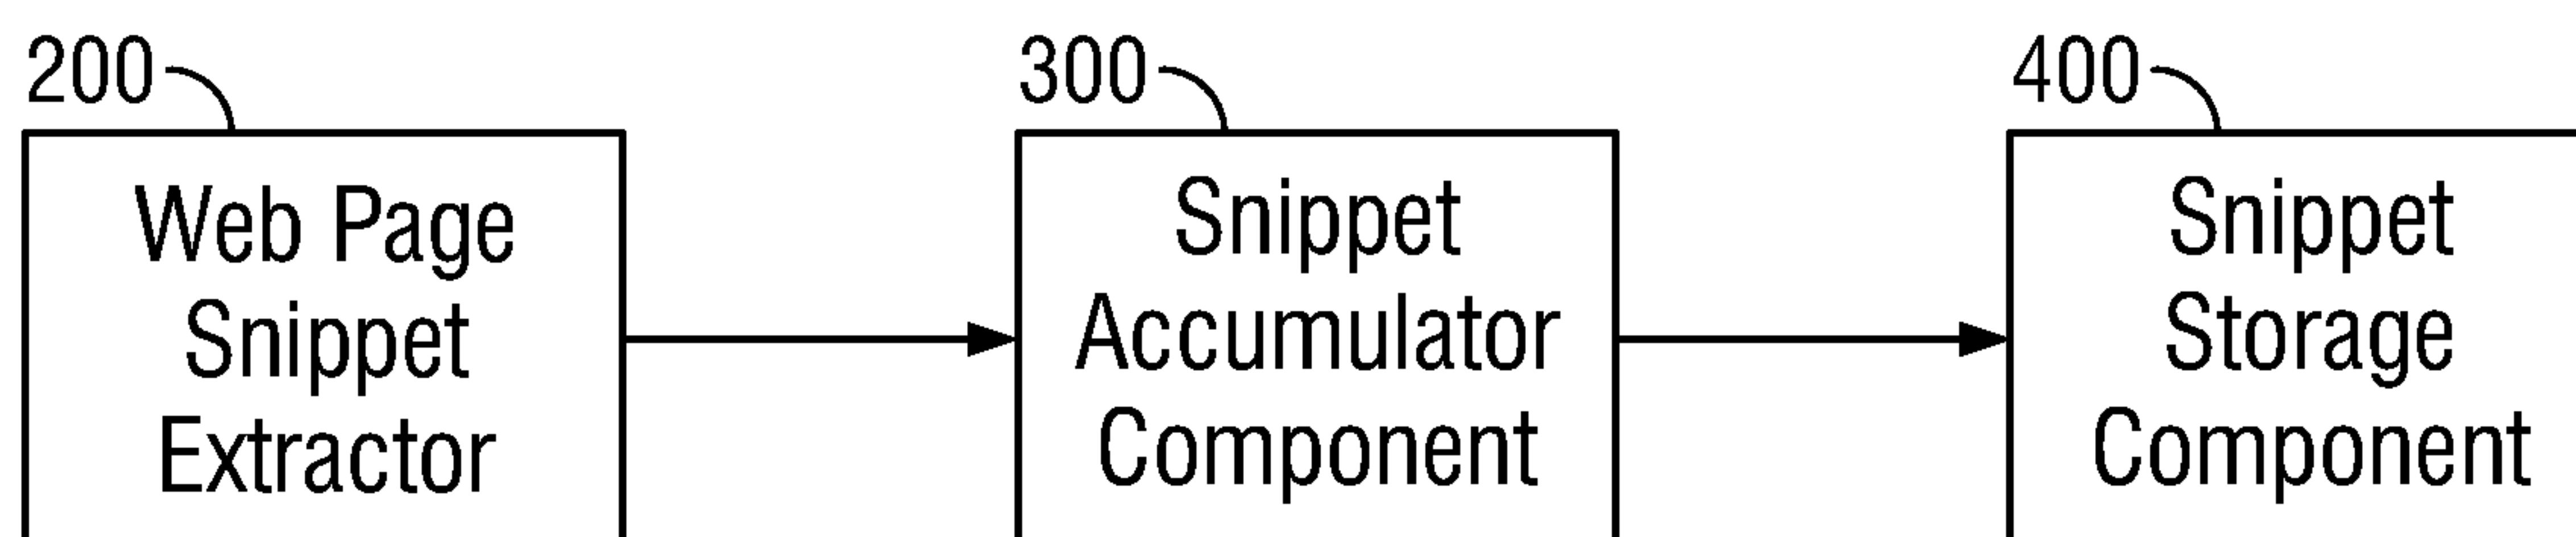 200
Web Page
Snippet
Extractor
300
Snippet
Accumulator
Component
400
Snippet
Storage
Component